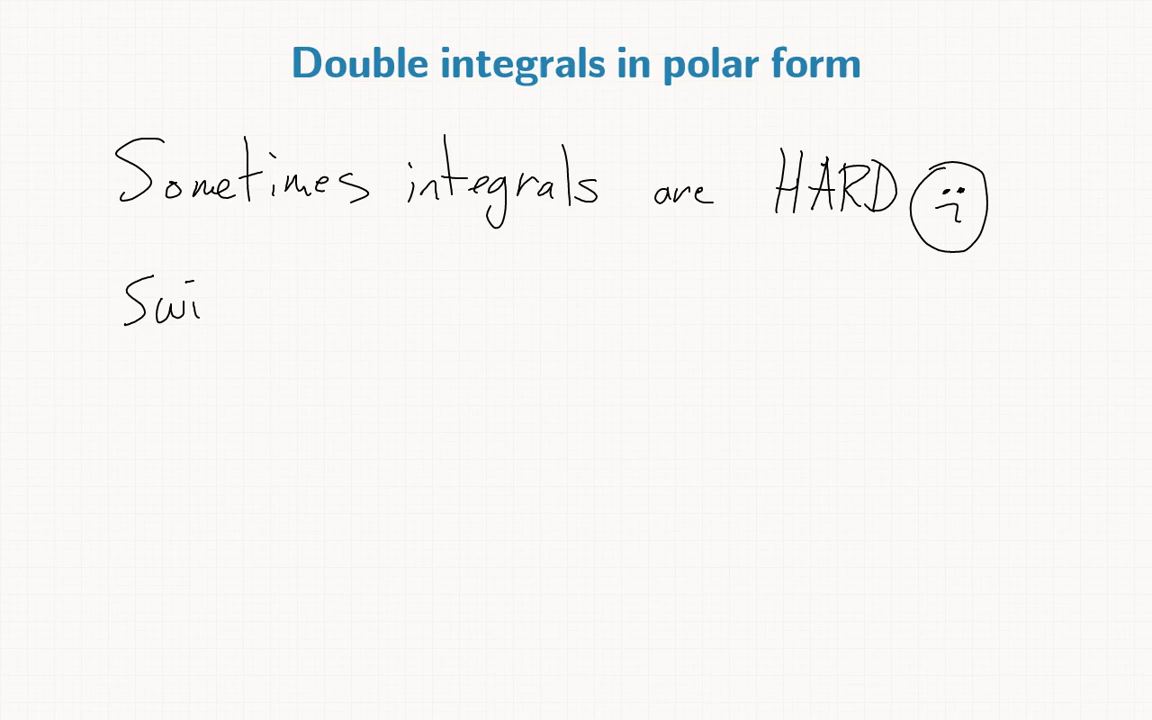 Double integrals in polar form
Sometimes integrals are HARD
Swi